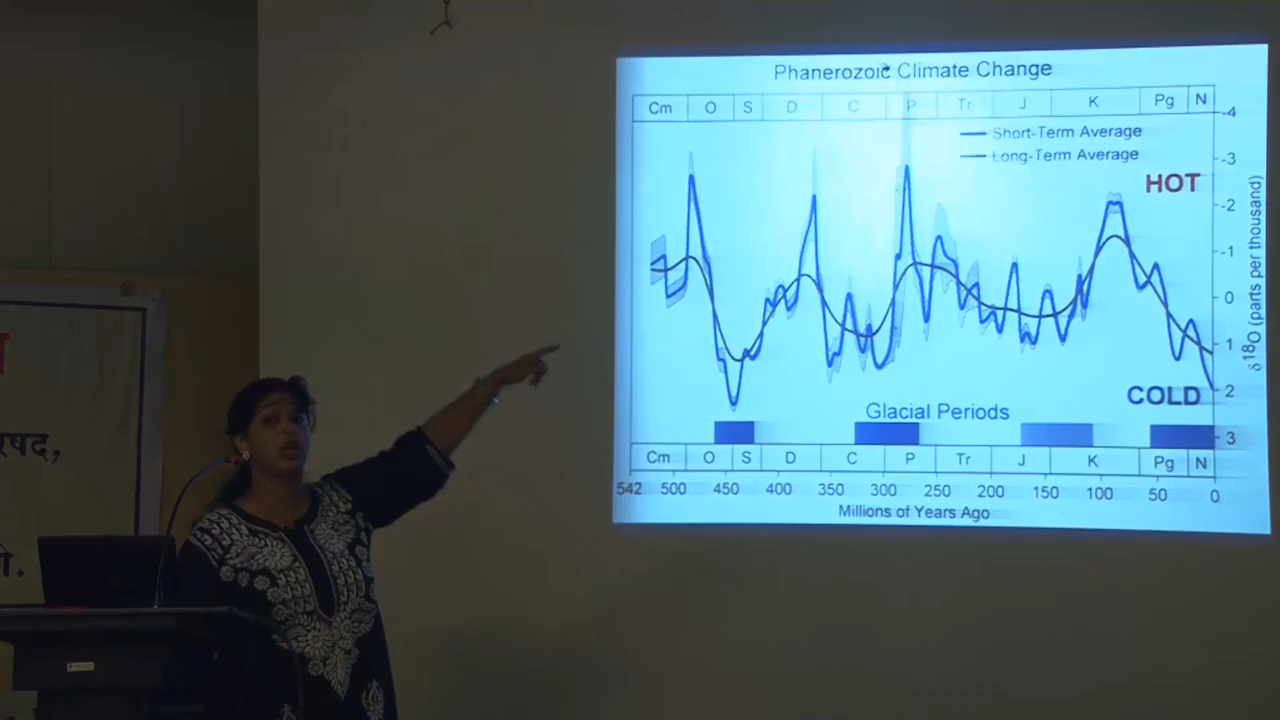 Phanerozoic Climate Change
Cm O S D C P Tr J K Pg N
Short-Term Average
Long-Term Average
HOT
COLD
-4
-3
-2
-1
0
1
2
3
δ18O (parts per thousand)
Glacial Periods
Cm O S D C P Tr J K Pg N
542 500 450 400 350 300 250 200 150 100 50 0
Millions of Years Ago